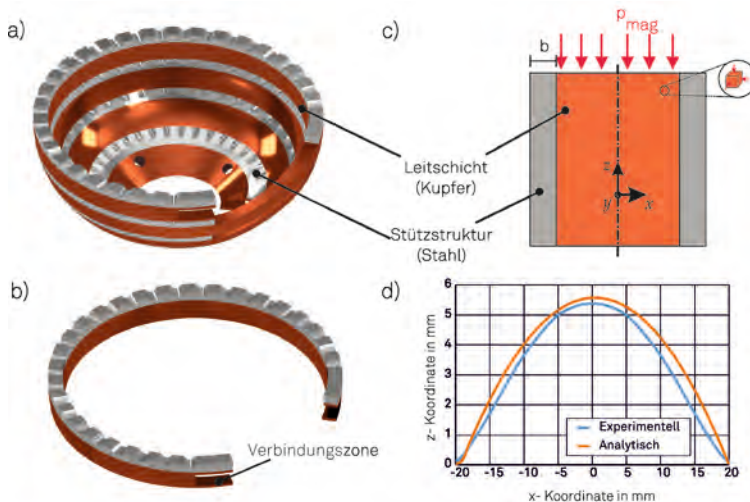 a)
c)
p_mag
b
Leitschicht
(Kupfer)
z
y
x
Stützstruktur
(Stahl)
b)
Verbindungszone
d)
z- Koordinate in mm
6
5
4
3
2
1
0
-20 -15 -10 -5 0 5 10 15 20
Experimentell
Analytisch
x- Koordinate in mm